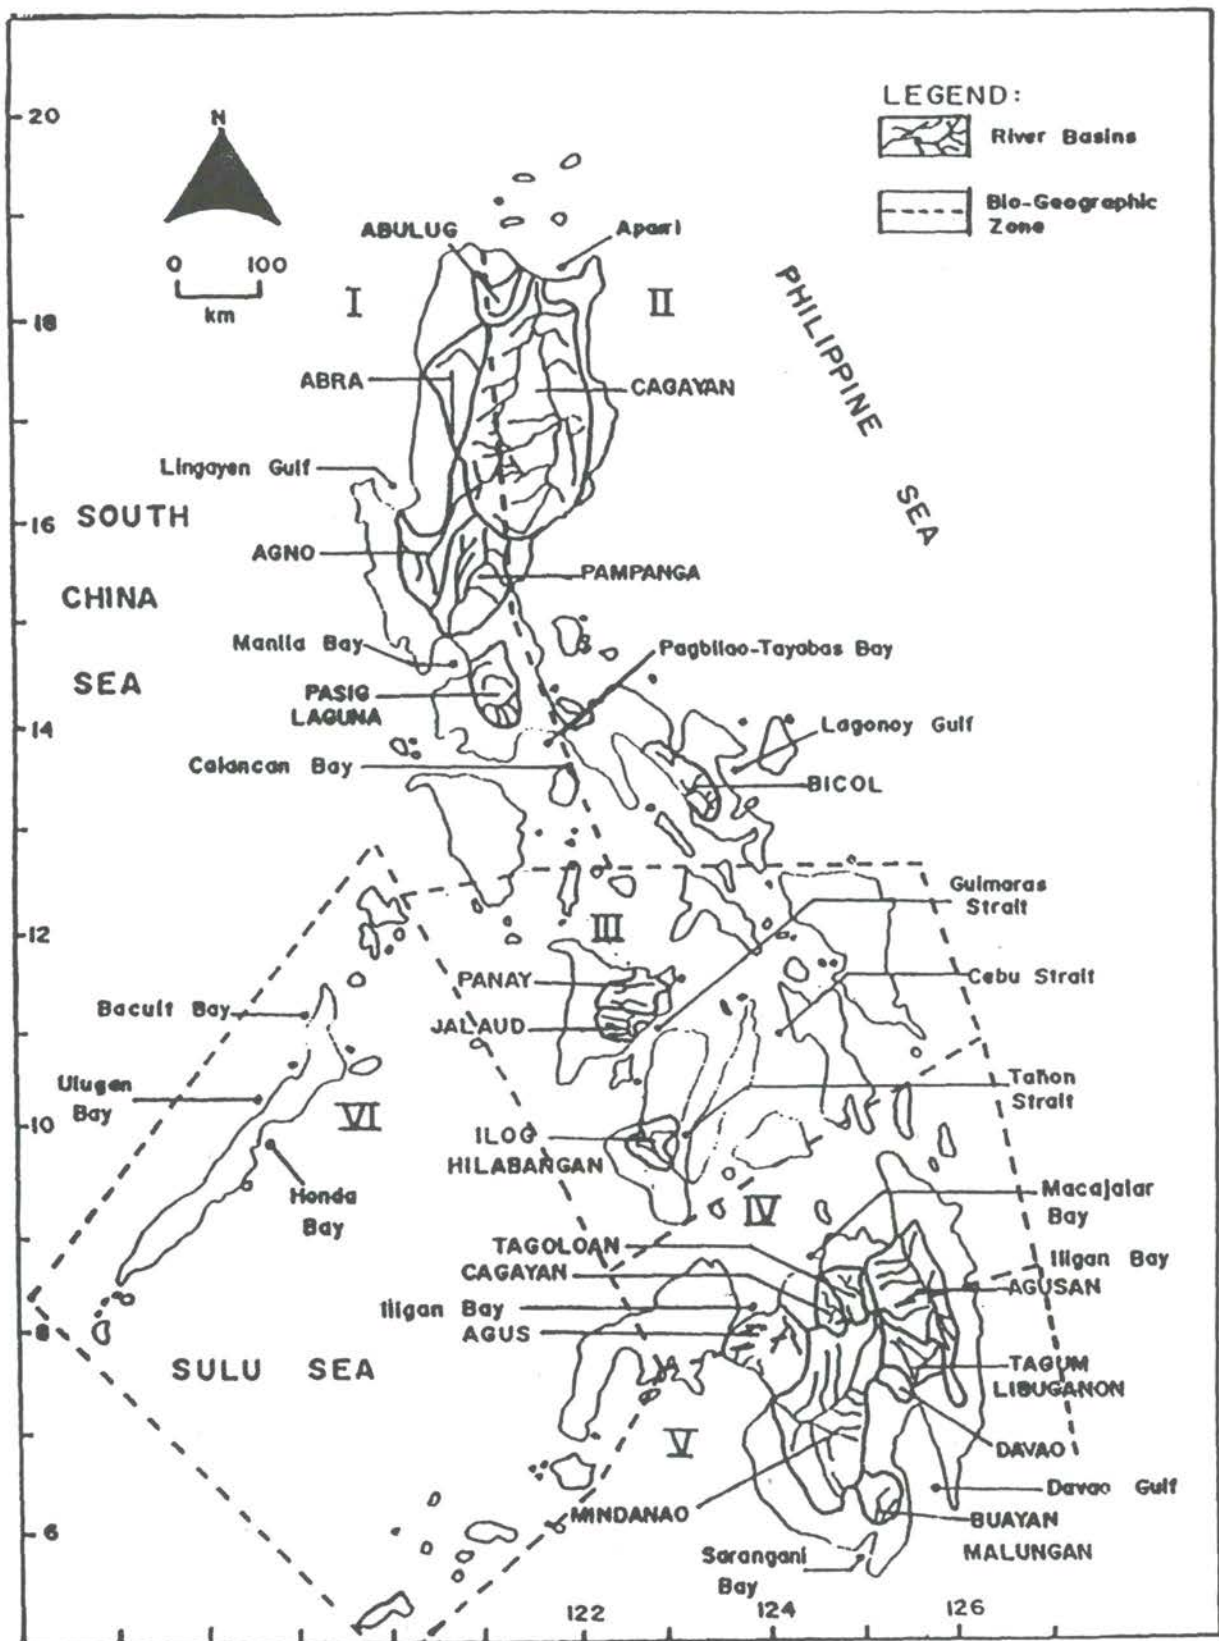 LEGEND:
River Basins
Bio-Geographic
Zone
20
N
0 100
km
ABULUG
Aparri
I
II
PHILIPPINE
SEA
18
ABRA
CAGAYAN
Lingayen Gulf
SOUTH
16
AGNO
PAMPANGA
CHINA
Manila Bay
Pagbilao-Tayabas Bay
SEA
PASIG
LAGUNA
14
Lagonoy Gulf
Calancan Bay
BICOL
Guimaras
Strait
12
III
PANAY
Cebu Strait
Bacuit Bay
JALAUD
Ulugan
Bay
VI
Tañon
Strait
10
ILOG
HILABANGAN
Honda
Bay
Macajalar
Bay
IV
TAGOLOAN
CAGAYAN
Iligan Bay
AGUSAN
Iligan Bay
AGUS
8
SULU SEA
TAGUM
LIBUGANON
V
DAVAO
Davao Gulf
MINDANAO
BUAYAN
MALUNGAN
6
Sarangani
Bay
122 124 126